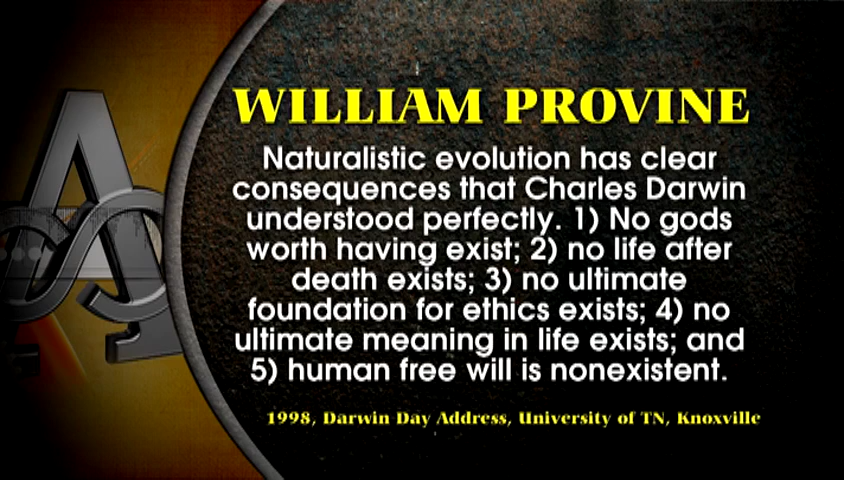 WILLIAM PROVINE
Naturalistic evolution has clear
consequences that Charles Darwin
understood perfectly. 1) No gods
worth having exist; 2) no life after
death exists; 3) no ultimate
foundation for ethics exists; 4) no
ultimate meaning in life exists; and
5) human free will is nonexistent.
1998, Darwin Day Address, University of TN, Knoxville